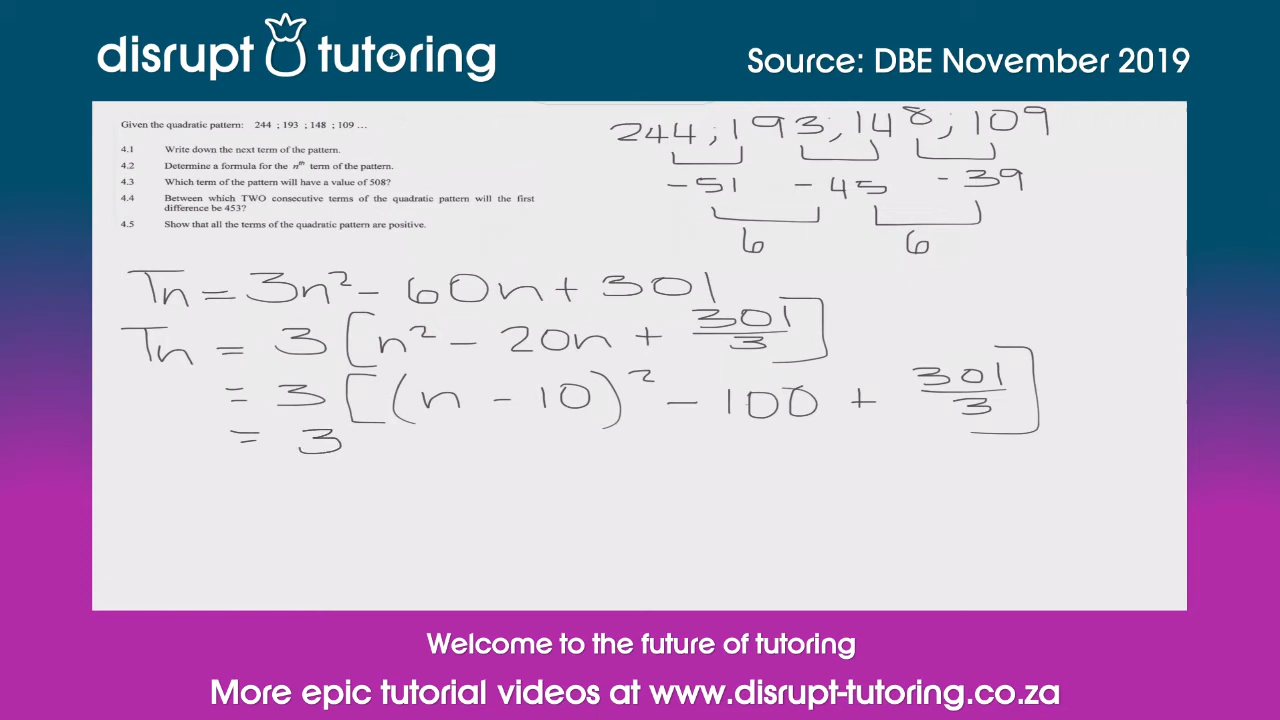 disrupt tutoring
Source: DBE November 2019
Given the quadratic pattern: 244 ; 193 ; 148 ; 109 ...
4.1 Write down the next term of the pattern.
4.2 Determine a formula for the nᵗʰ term of the pattern.
4.3 Which term of the pattern will have a value of 508?
4.4 Between which TWO consecutive terms of the quadratic pattern will the first
difference be 453?
4.5 Show that all the terms of the quadratic pattern are positive.
244 ; 193 ; 148 ; 109
-51 -45 -39
6 6
Tn = 3n² - 60n + 301
Tn = 3[n² - 20n + 301/3]
= 3[(n - 10)² - 100 + 301/3]
= 3
Welcome to the future of tutoring
More epic tutorial videos at www.disrupt-tutoring.co.za